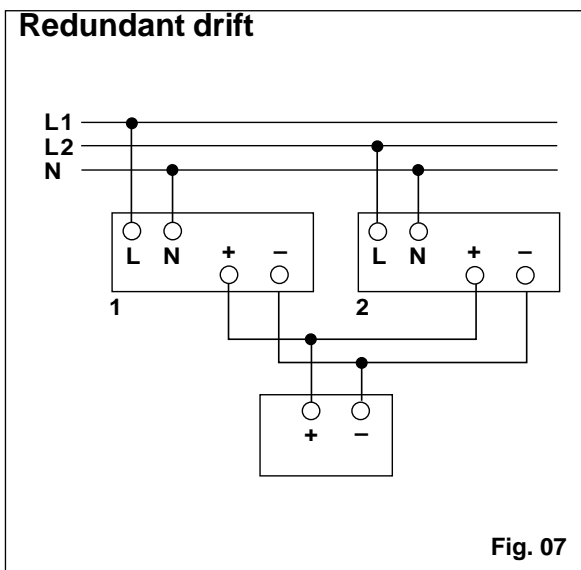 Redundant drift
L1
L2
N
L N + – L N + –
1 2
+ –
Fig. 07